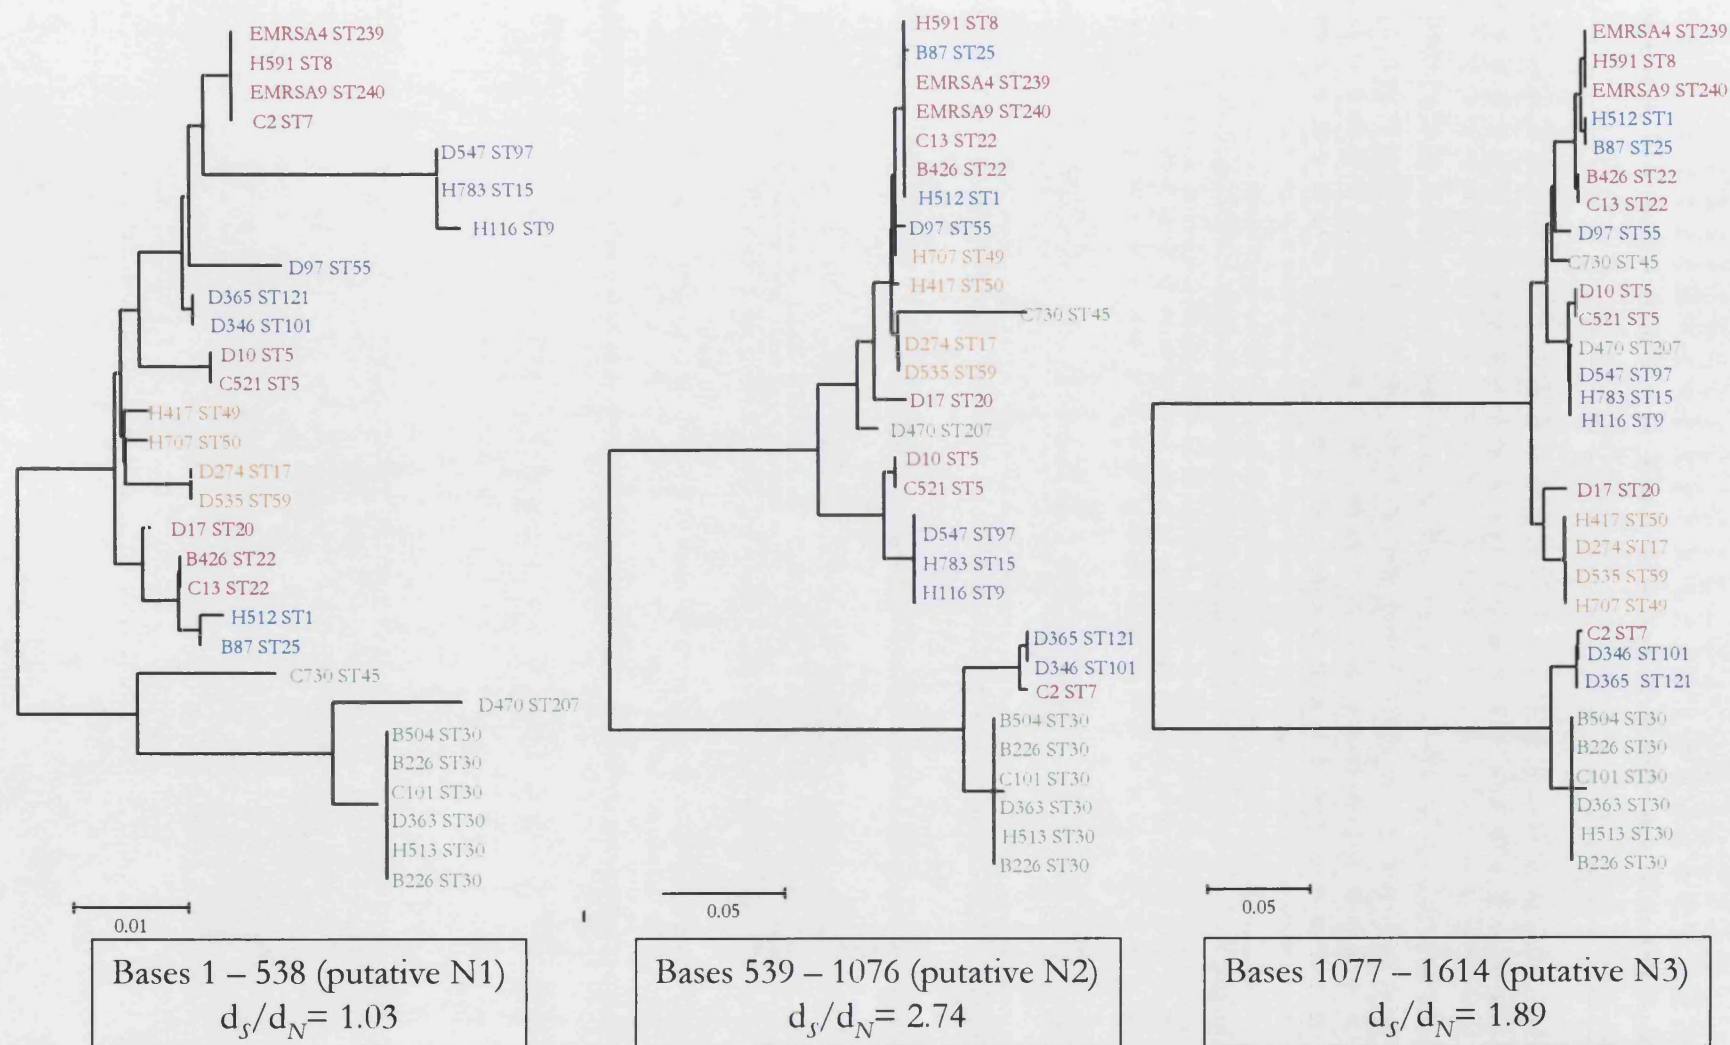 EMRSA4 ST239
H591 ST8
EMRSA9 ST240
C2 ST7
D547 ST97
H783 ST15
H116 ST9
D97 ST55
D365 ST121
D346 ST101
D10 ST5
C521 ST5
H417 ST49
H707 ST50
D274 ST17
D535 ST59
D17 ST20
B426 ST22
C13 ST22
H512 ST1
B87 ST25
C730 ST45
D470 ST207
B504 ST30
B226 ST30
C101 ST30
D363 ST30
H513 ST30
B226 ST30
0.01
Bases 1 – 538 (putative N1)
dS/dN= 1.03
H591 ST8
B87 ST25
EMRSA4 ST239
EMRSA9 ST240
C13 ST22
B426 ST22
H512 ST1
D97 ST55
H707 ST49
H417 ST50
C730 ST45
D274 ST17
D535 ST59
D17 ST20
D470 ST207
D10 ST5
C521 ST5
D547 ST97
H783 ST15
H116 ST9
D365 ST121
D346 ST101
C2 ST7
B504 ST30
B226 ST30
C101 ST30
D363 ST30
H513 ST30
B226 ST30
0.05
Bases 539 – 1076 (putative N2)
dS/dN= 2.74
EMRSA4 ST239
H591 ST8
EMRSA9 ST240
H512 ST1
B87 ST25
B426 ST22
C13 ST22
D97 ST55
C730 ST45
D10 ST5
C521 ST5
D470 ST207
D547 ST97
H783 ST15
H116 ST9
D17 ST20
H417 ST50
D274 ST17
D535 ST59
H707 ST49
C2 ST7
D346 ST101
D365 ST121
B504 ST30
B226 ST30
C101 ST30
D363 ST30
H513 ST30
B226 ST30
0.05
Bases 1077 – 1614 (putative N3)
dS/dN= 1.89